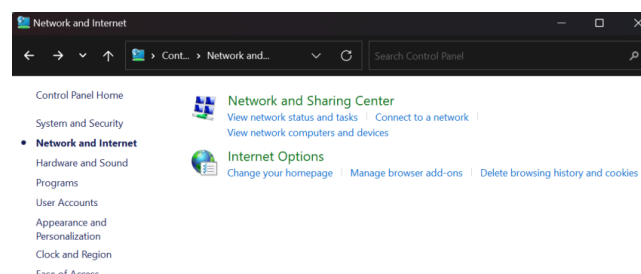 Network and Internet
Cont... › Network and...
Search Control Panel
Control Panel Home
System and Security
Network and Internet
Hardware and Sound
Programs
User Accounts
Appearance and
Personalization
Clock and Region
Ease of Access
Network and Sharing Center
View network status and tasks | Connect to a network |
View network computers and devices
Internet Options
Change your homepage | Manage browser add-ons | Delete browsing history and cookies